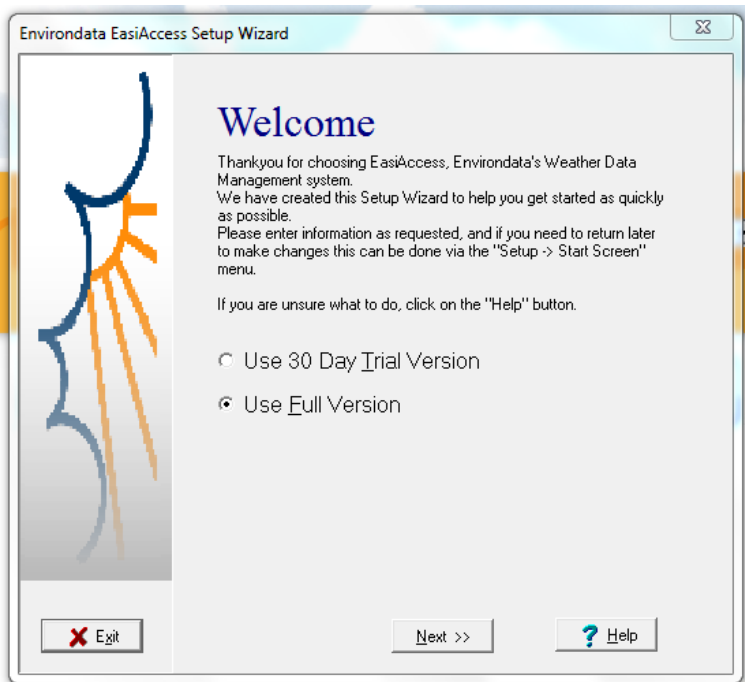 Environdata EasiAccess Setup Wizard
Welcome
Thankyou for choosing EasiAccess, Environdata's Weather Data
Management system.
We have created this Setup Wizard to help you get started as quickly
as possible.
Please enter information as requested, and if you need to return later
to make changes this can be done via the "Setup -> Start Screen"
menu.
If you are unsure what to do, click on the "Help" button.
Use 30 Day Trial Version
Use Full Version
Exit
Next >>
? Help